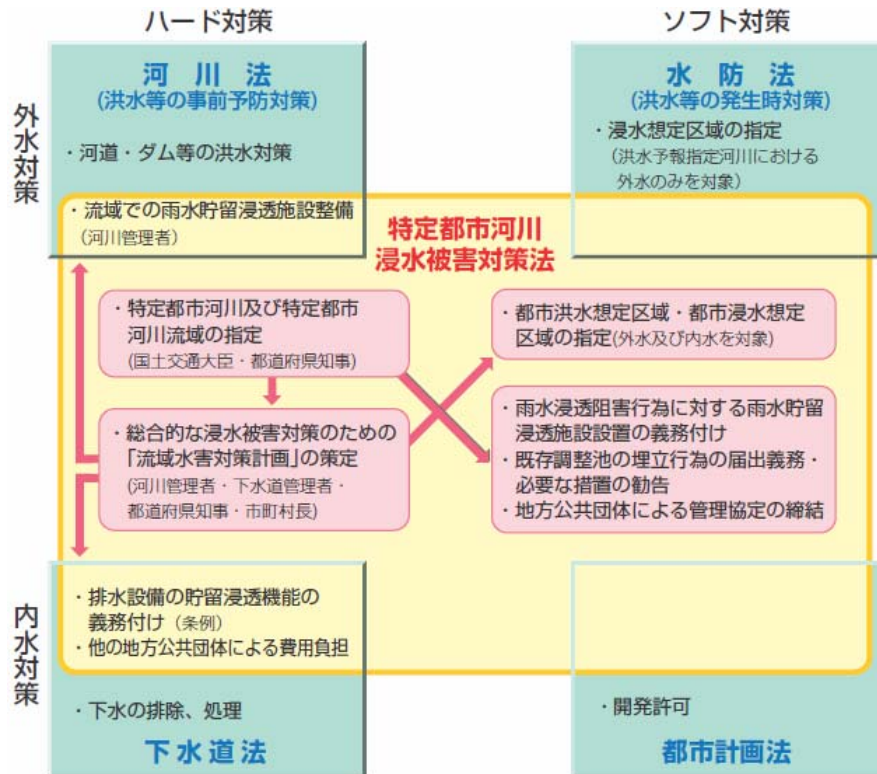 ハード対策
ソフト対策
外水対策
河川法
(洪水等の事前予防対策)
・河道・ダム等の洪水対策
・流域での雨水貯留浸透施設整備
(河川管理者)
水防法
(洪水等の発生時対策)
・浸水想定区域の指定
(洪水予報指定河川における
外水のみを対象)
特定都市河川
浸水被害対策法
・特定都市河川及び特定都市
河川流域の指定
(国土交通大臣・都道府県知事)
・総合的な浸水被害対策のための
「流域水害対策計画」の策定
(河川管理者・下水道管理者・
都道府県知事・市町村長)
・都市洪水想定区域・都市浸水想定
区域の指定(外水及び内水を対象)
・雨水浸透阻害行為に対する雨水貯留
浸透施設設置の義務付け
・既存調整池の埋立行為の届出義務・
必要な措置の勧告
・地方公共団体による管理協定の締結
内水対策
・排水設備の貯留浸透機能の
義務付け(条例)
・他の地方公共団体による費用負担
・下水の排除、処理
下水道法
・開発許可
都市計画法